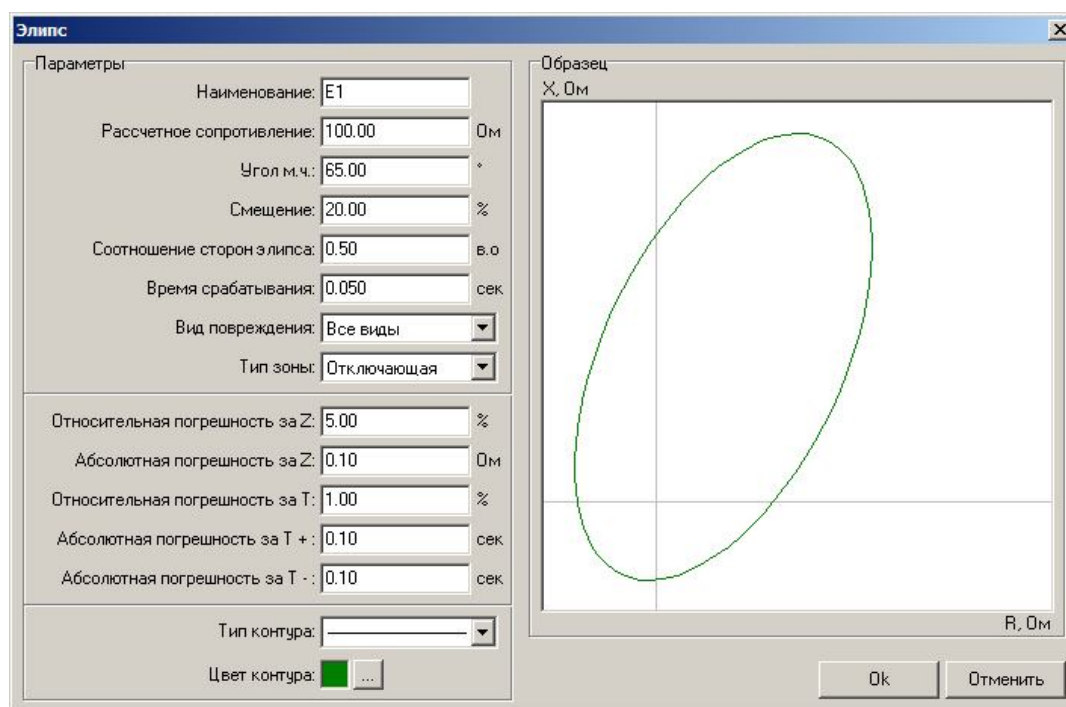 Элипс
Параметры
Наименование: E1
Рассчетное сопротивление: 100.00 Ом
Угол м.ч.: 65.00 °
Смещение: 20.00 %
Соотношение сторон элипса: 0.50 в.о
Время срабатывания: 0.050 сек
Вид повреждения: Все виды
Тип зоны: Отключающая
Относительная погрешность за Z: 5.00 %
Абсолютная погрешность за Z: 0.10 Ом
Относительная погрешность за T: 1.00 %
Абсолютная погрешность за T + : 0.10 сек
Абсолютная погрешность за T - : 0.10 сек
Тип контура:
Цвет контура: ...
Образец
X, Ом
R, Ом
Ok
Отменить